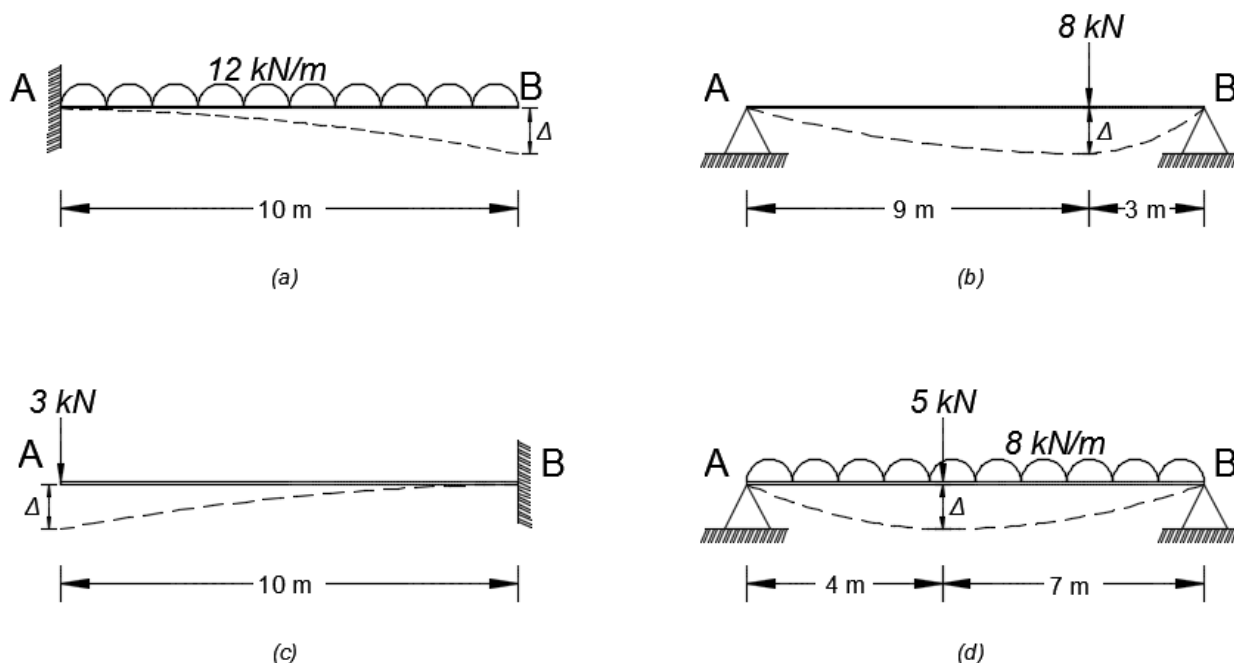 12 kN/m
A
B
Δ
10 m
(a)
8 kN
A
B
Δ
9 m
3 m
(b)
3 kN
A
B
Δ
10 m
(c)
5 kN
8 kN/m
A
B
Δ
4 m
7 m
(d)